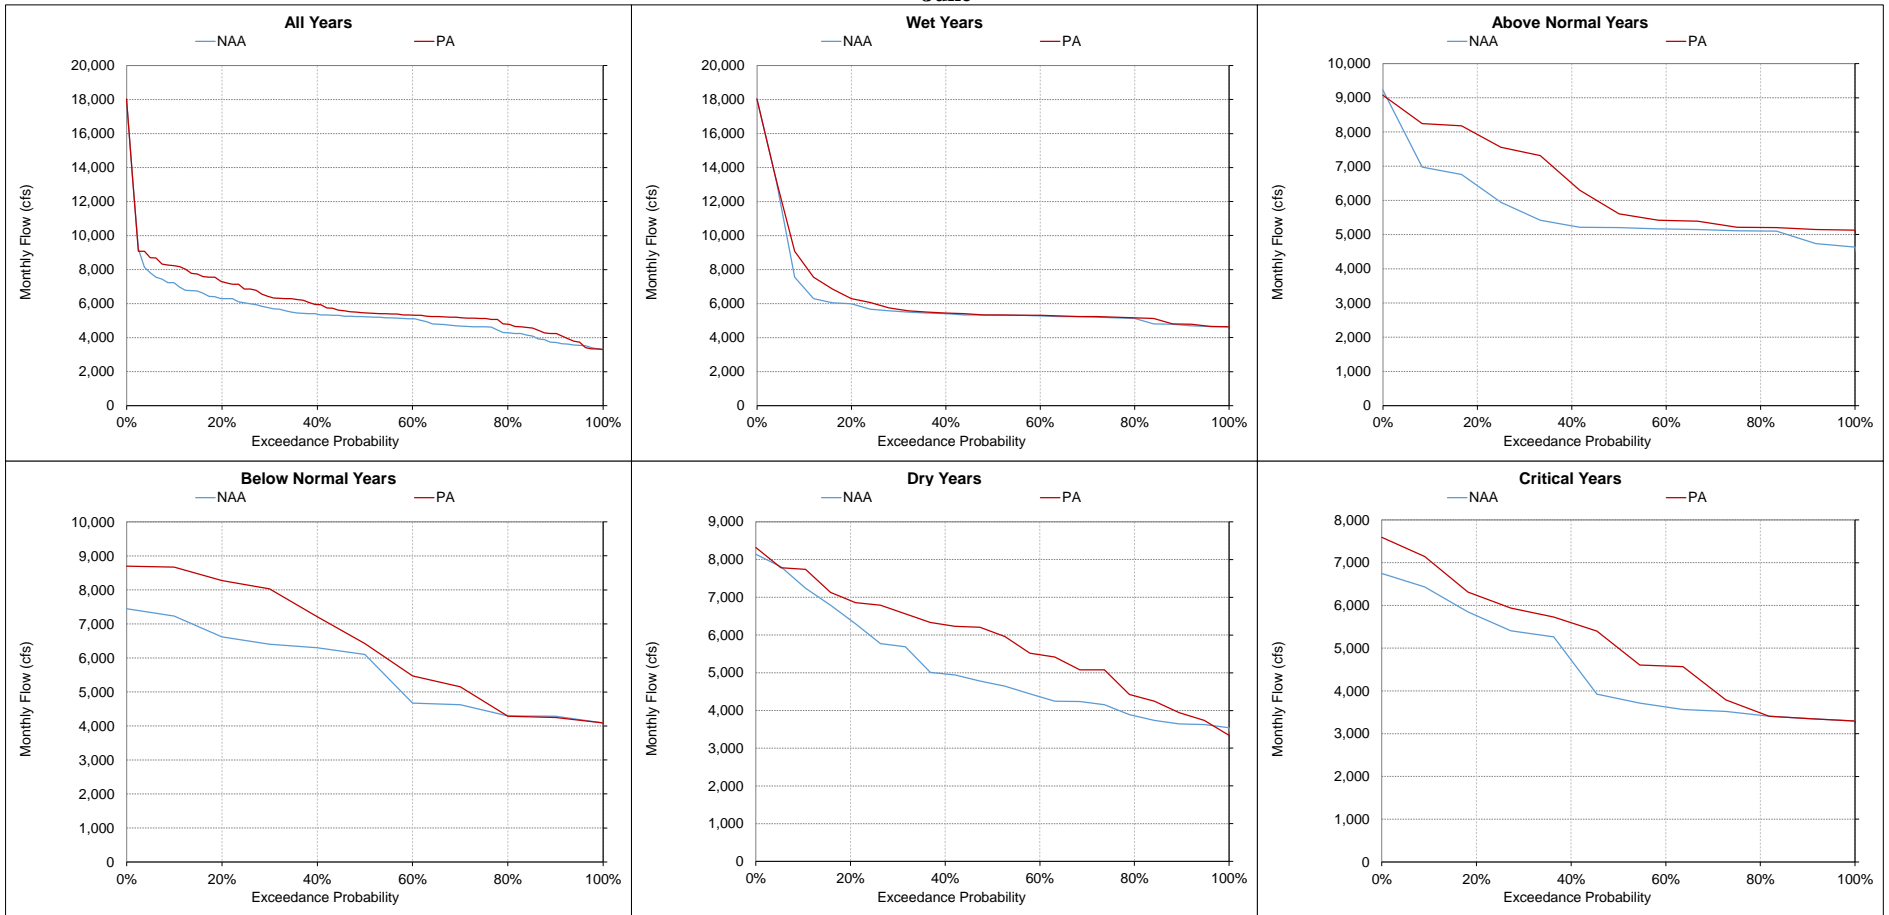 All Years
NAA PA
20,000
18,000
16,000
14,000
12,000
10,000
8,000
6,000
4,000
2,000
0
Monthly Flow (cfs)
0% 20% 40% 60% 80% 100%
Exceedance Probability
Wet Years
NAA PA
20,000
18,000
16,000
14,000
12,000
10,000
8,000
6,000
4,000
2,000
0
Monthly Flow (cfs)
0% 20% 40% 60% 80% 100%
Exceedance Probability
Above Normal Years
NAA PA
10,000
9,000
8,000
7,000
6,000
5,000
4,000
3,000
2,000
1,000
0
Monthly Flow (cfs)
0% 20% 40% 60% 80% 100%
Exceedance Probability
Below Normal Years
NAA PA
10,000
9,000
8,000
7,000
6,000
5,000
4,000
3,000
2,000
1,000
0
Monthly Flow (cfs)
0% 20% 40% 60% 80% 100%
Exceedance Probability
Dry Years
NAA PA
9,000
8,000
7,000
6,000
5,000
4,000
3,000
2,000
1,000
0
Monthly Flow (cfs)
0% 20% 40% 60% 80% 100%
Exceedance Probability
Critical Years
NAA PA
8,000
7,000
6,000
5,000
4,000
3,000
2,000
1,000
0
Monthly Flow (cfs)
0% 20% 40% 60% 80% 100%
Exceedance Probability